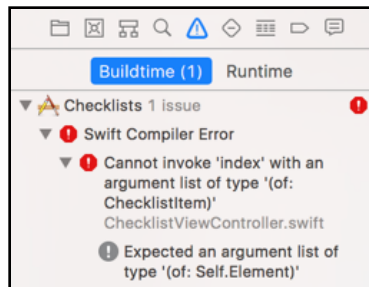 Buildtime (1) Runtime
Checklists 1 issue
Swift Compiler Error
Cannot invoke 'index' with an
argument list of type '(of:
ChecklistItem)'
ChecklistViewController.swift
Expected an argument list of
type '(of: Self.Element)'